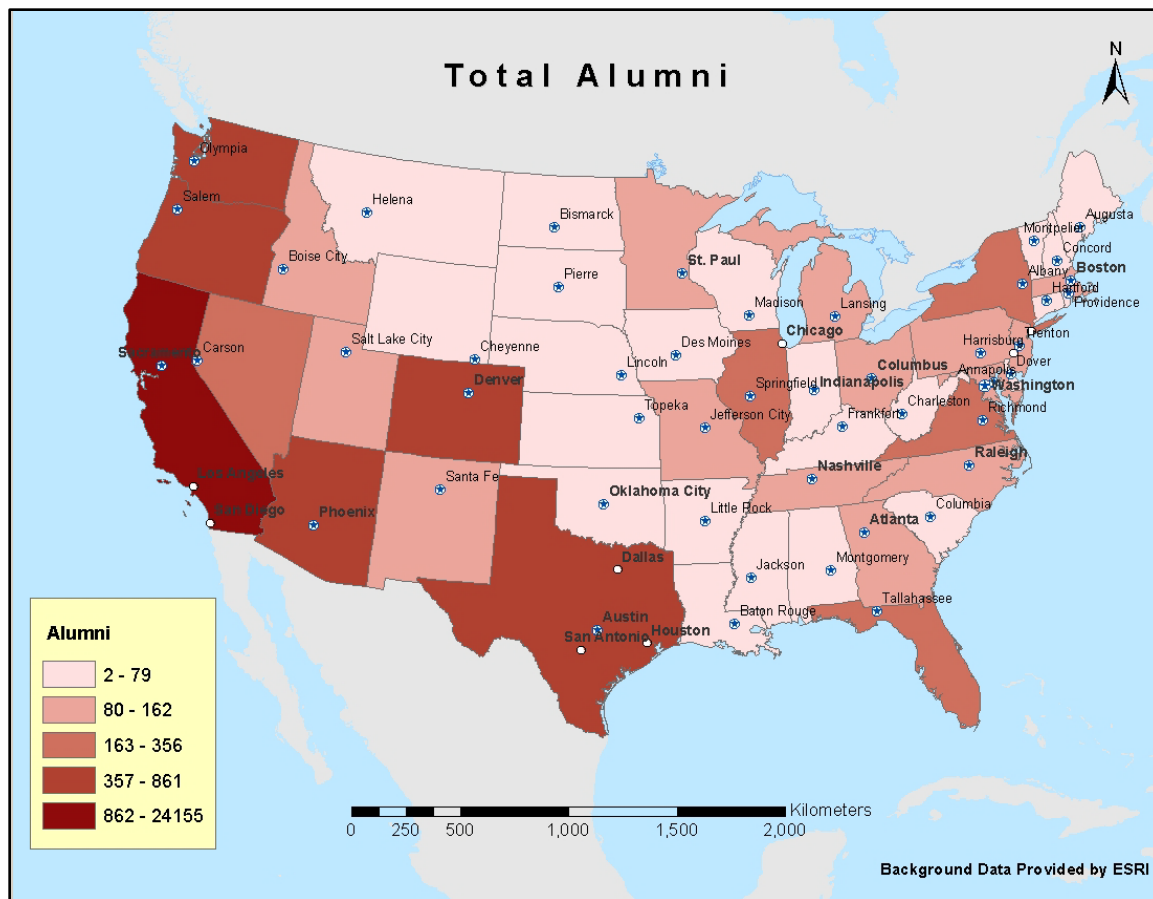 Total Alumni
N
Olympia
Salem
Helena
Bismarck
Boise City
Pierre
St. Paul
Madison
Lansing
Augusta
Montpelier
Concord
Boston
Albany
Hartford
Providence
Carson
Sacramento
Salt Lake City
Cheyenne
Denver
Lincoln
Des Moines
Chicago
Springfield
Indianapolis
Columbus
Harrisburg
Trenton
Dover
Annapolis
Washington
Topeka
Jefferson City
Frankfort
Charleston
Richmond
Los Angeles
San Diego
Phoenix
Santa Fe
Oklahoma City
Little Rock
Nashville
Raleigh
Atlanta
Columbia
Dallas
Jackson
Montgomery
Tallahassee
Austin
San Antonio
Houston
Baton Rouge
Alumni
2 - 79
80 - 162
163 - 356
357 - 861
862 - 24155
Kilometers
0 250 500 1,000 1,500 2,000
Background Data Provided by ESRI